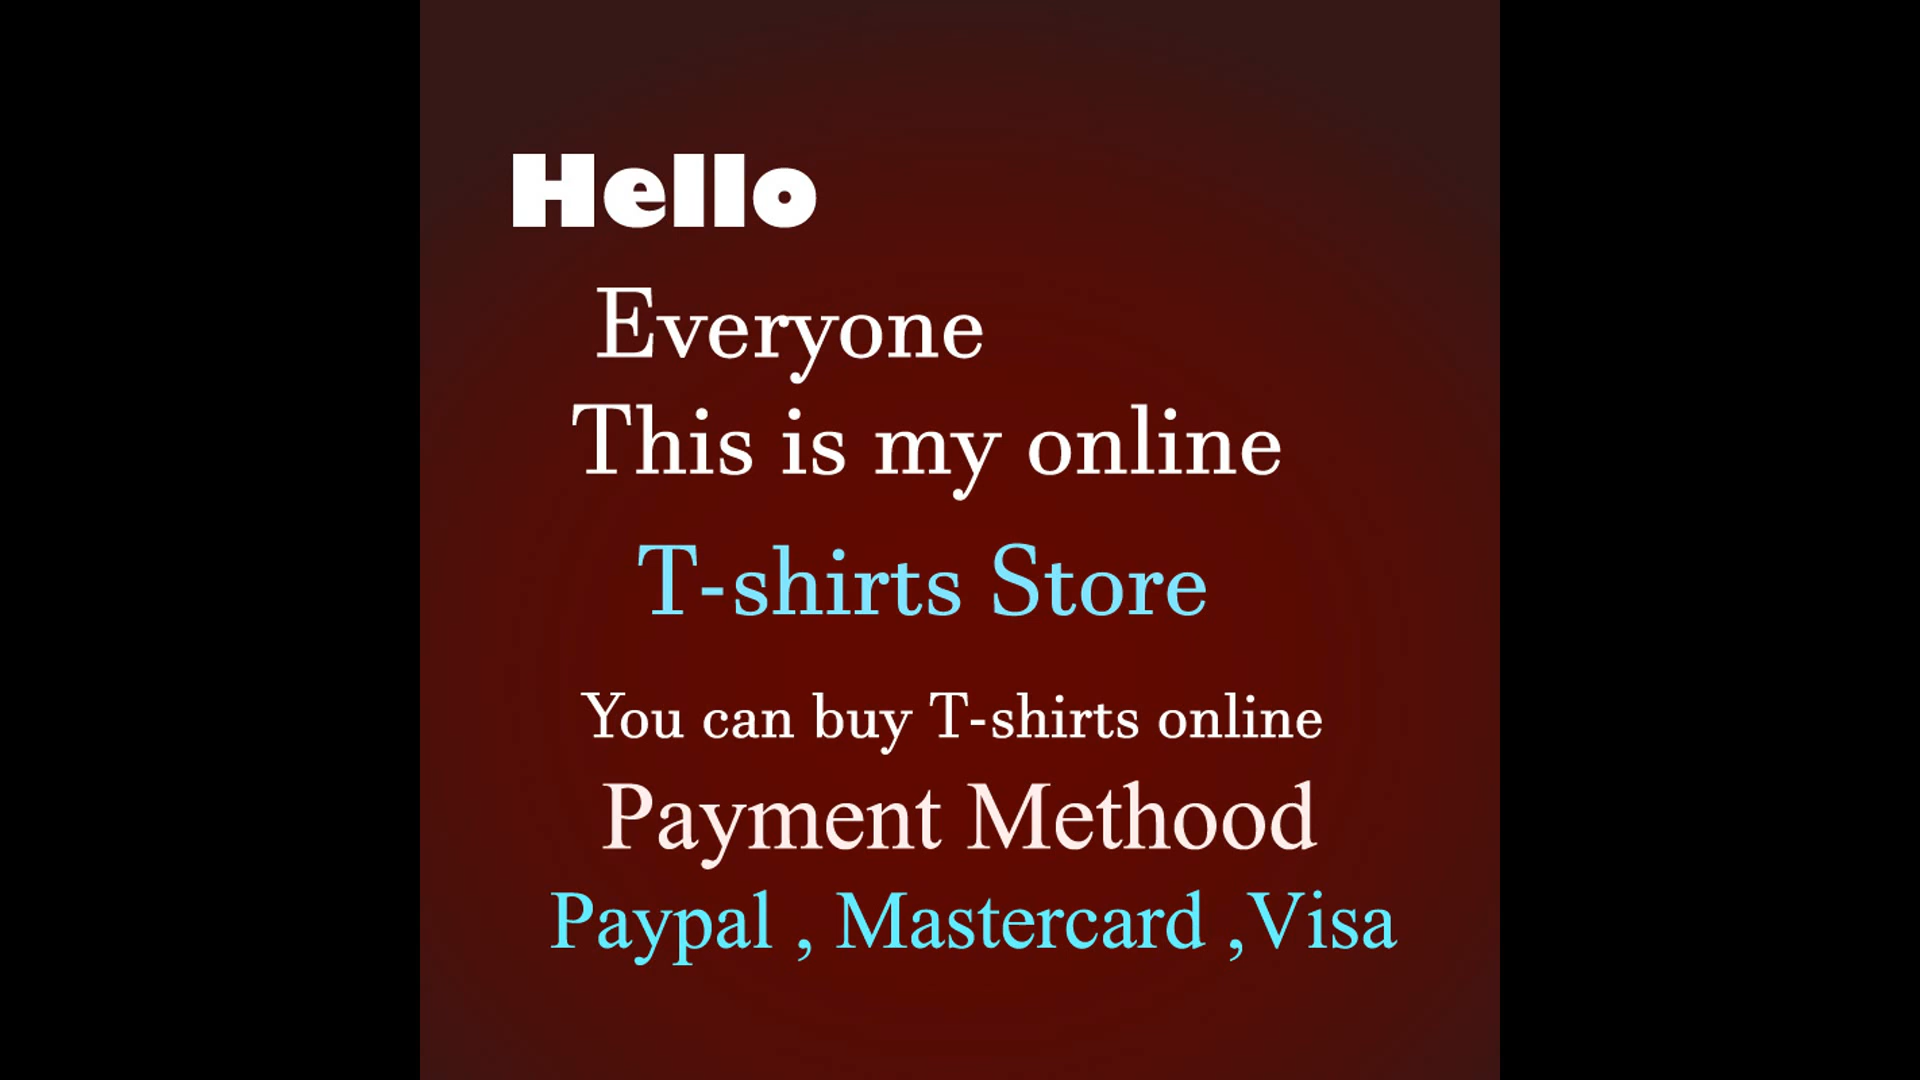 Hello
Everyone
This is my online
T-shirts Store
You can buy T-shirts online
Payment Methood
Paypal , Mastercard ,Visa